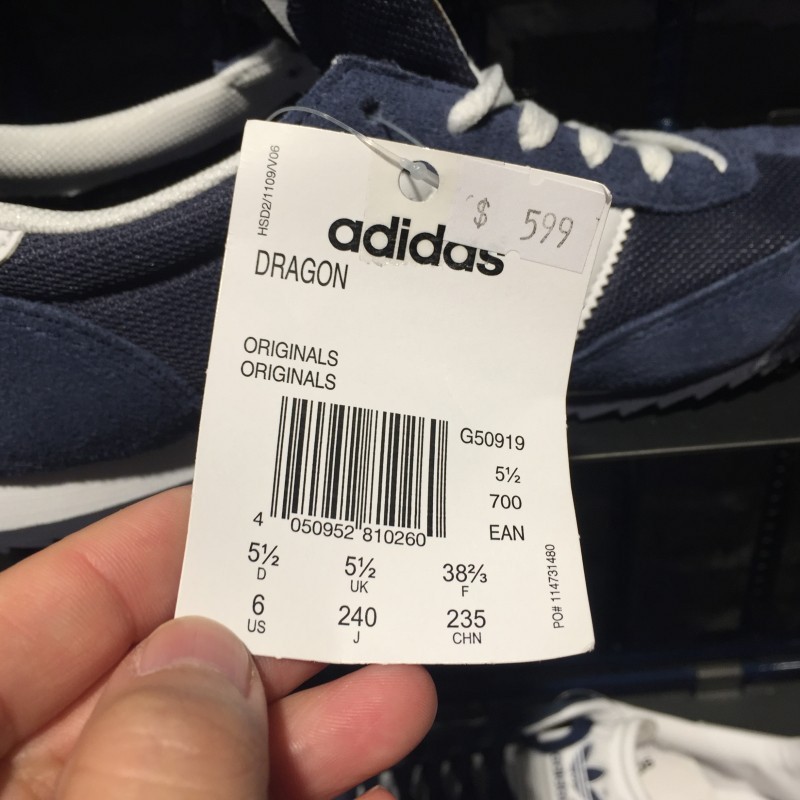 HSD2/1109/V06
$ 599
adidas
DRAGON
ORIGINALS
ORIGINALS
G50919
5½
700
EAN
4 050952 810260
5½ 5½ 38⅔
D UK F
6 240 235
US J CHN
PO# 114731480